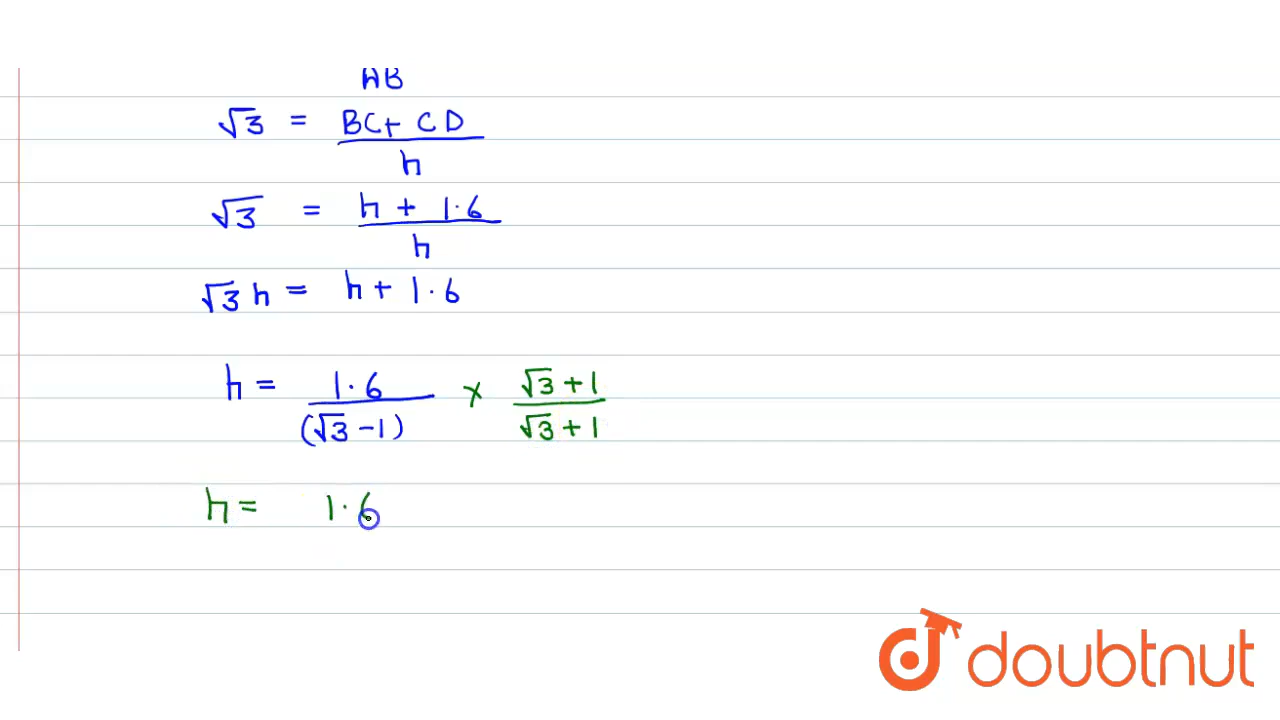 AB
√3 = BC+ CD / h
√3 = h + 1.6 / h
√3 h = h + 1.6
h = 1.6 / (√3 - 1) × √3 + 1 / √3 + 1
h = 1.6
doubtnut